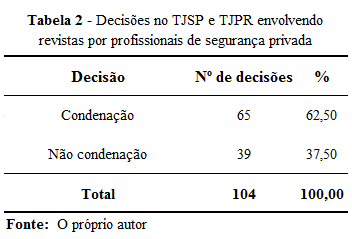 Tabela 2 - Decisões no TJSP e TJPR envolvendo
revistas por profissionais de segurança privada
Decisão Nº de decisões %
Condenação 65 62,50
Não condenação 39 37,50
Total 104 100,00
Fonte: O próprio autor